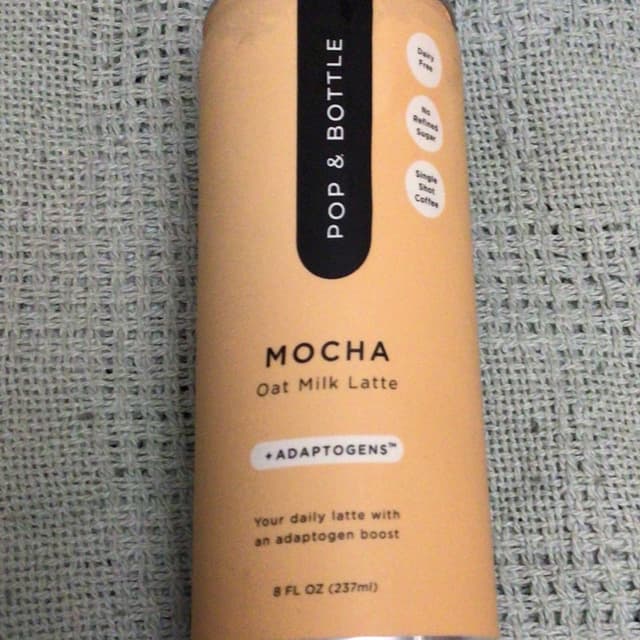 POP & BOTTLE
Dairy
Free
No
Refined
Sugar
Single
Shot
Coffee
MOCHA
Oat Milk Latte
+ ADAPTOGENS™
Your daily latte with
an adaptogen boost
8 FL OZ (237ml)